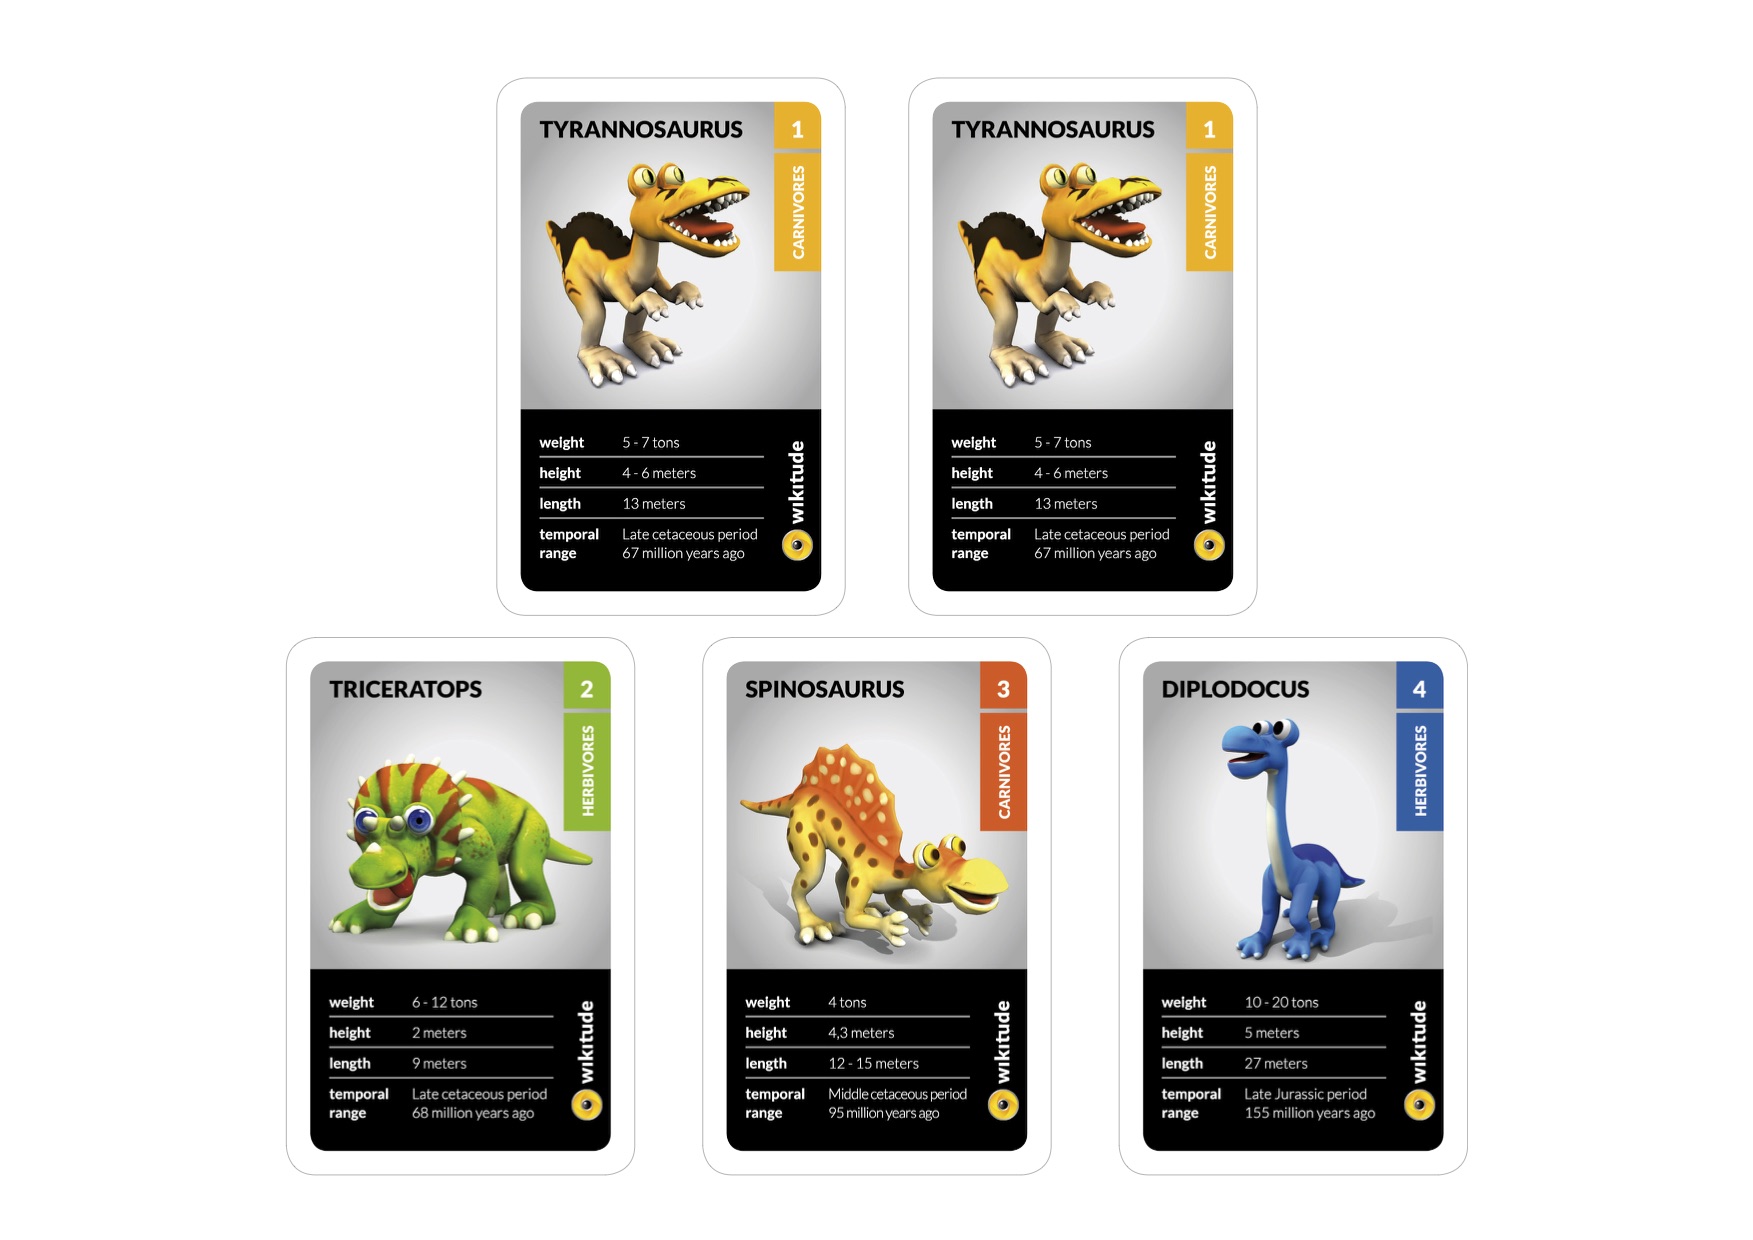 TYRANNOSAURUS
1
CARNIVORES
weight 5 - 7 tons
height 4 - 6 meters
length 13 meters
temporal Late cetaceous period
range 67 million years ago
wikitude
TYRANNOSAURUS
1
CARNIVORES
weight 5 - 7 tons
height 4 - 6 meters
length 13 meters
temporal Late cetaceous period
range 67 million years ago
wikitude
TRICERATOPS
2
HERBIVORES
weight 6 - 12 tons
height 2 meters
length 9 meters
temporal Late cetaceous period
range 68 million years ago
wikitude
SPINOSAURUS
3
CARNIVORES
weight 4 tons
height 4,3 meters
length 12 - 15 meters
temporal Middle cetaceous period
range 95 million years ago
wikitude
DIPLODOCUS
4
HERBIVORES
weight 10 - 20 tons
height 5 meters
length 27 meters
temporal Late Jurassic period
range 155 million years ago
wikitude